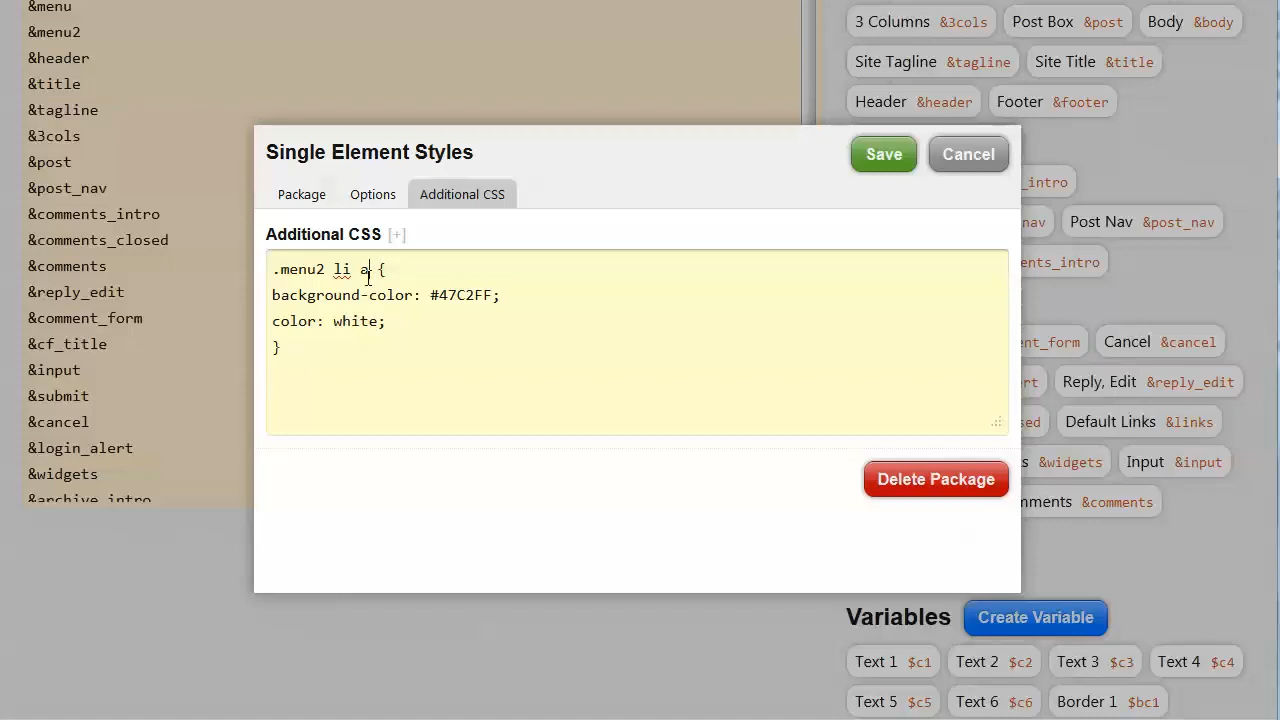 &menu
&menu2
&header
&title
&tagline
&3cols
&post
&post_nav
&comments_intro
&comments_closed
&comments
&reply_edit
&comment_form
&cf_title
&input
&submit
&cancel
&login_alert
&widgets
&archive_intro
Single Element Styles
Save Cancel
Package Options Additional CSS
Additional CSS [+]
.menu2 li a {
background-color: #47C2FF;
color: white;
}
Delete Package
3 Columns &3cols Post Box &post Body &body
Site Tagline &tagline Site Title &title
Header &header Footer &footer
_intro
nav Post Nav &post_nav
ents_intro
ent_form Cancel &cancel
rt Reply, Edit &reply_edit
sed Default Links &links
s &widgets Input &input
mments &comments
Variables Create Variable
Text 1 $c1 Text 2 $c2 Text 3 $c3 Text 4 $c4
Text 5 $c5 Text 6 $c6 Border 1 $bc1